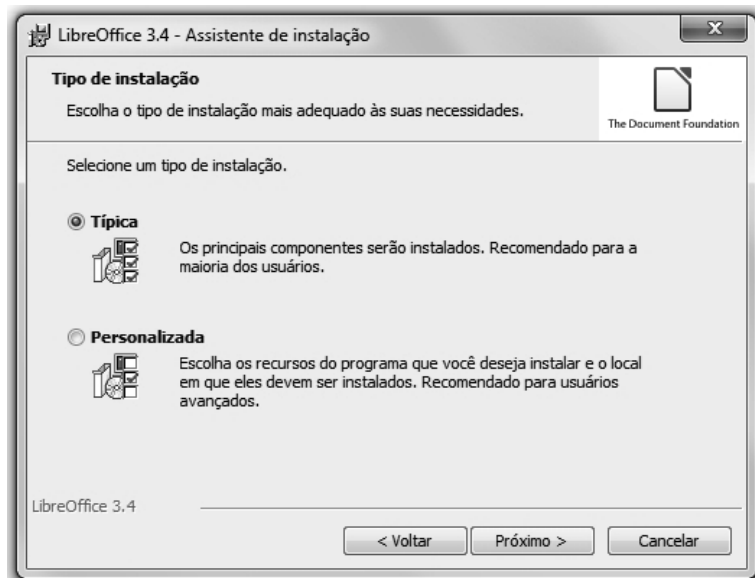 LibreOffice 3.4 - Assistente de instalação
Tipo de instalação
Escolha o tipo de instalação mais adequado às suas necessidades.
The Document Foundation
Selecione um tipo de instalação.
Típica
Os principais componentes serão instalados. Recomendado para a
maioria dos usuários.
Personalizada
Escolha os recursos do programa que você deseja instalar e o local
em que eles devem ser instalados. Recomendado para usuários
avançados.
LibreOffice 3.4
< Voltar
Próximo >
Cancelar